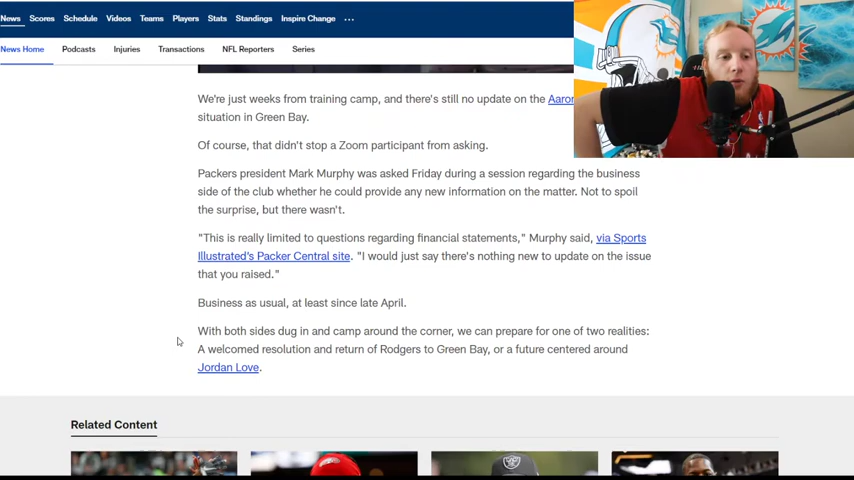 News Scores Schedule Videos Teams Players Stats Standings Inspire Change ...
News Home Podcasts Injuries Transactions NFL Reporters Series
We're just weeks from training camp, and there's still no update on the Aaron
situation in Green Bay.
Of course, that didn't stop a Zoom participant from asking.
Packers president Mark Murphy was asked Friday during a session regarding the business
side of the club whether he could provide any new information on the matter. Not to spoil
the surprise, but there wasn't.
"This is really limited to questions regarding financial statements," Murphy said, via Sports
Illustrated's Packer Central site. "I would just say there's nothing new to update on the issue
that you raised."
Business as usual, at least since late April.
With both sides dug in and camp around the corner, we can prepare for one of two realities:
A welcomed resolution and return of Rodgers to Green Bay, or a future centered around
Jordan Love.
Related Content